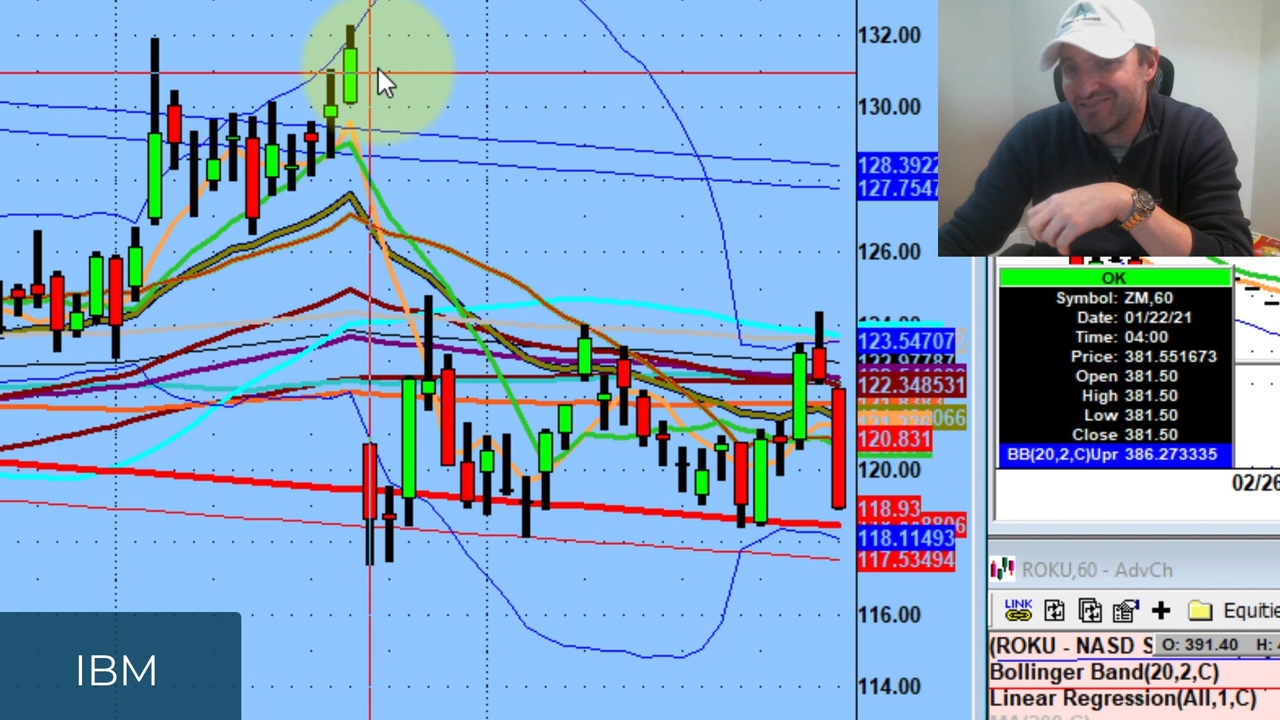 132.00
130.00
128.3922
127.7547
126.00
123.54707
122.97787
122.348531
066
120.831
120.00
118.93
118.11493
117.53494
116.00
114.00
IBM
OK
Symbol: ZM,60
Date: 01/22/21
Time: 04:00
Price: 381.551673
Open 381.50
High 381.50
Low 381.50
Close 381.50
BB(20,2,C)Upr 386.273335
02/26
ROKU,60 - AdvCh
LINK
Equitie
(ROKU - NASD S
O: 391.40 H:
Bollinger Band(20,2,C)
Linear Regression(All,1,C)